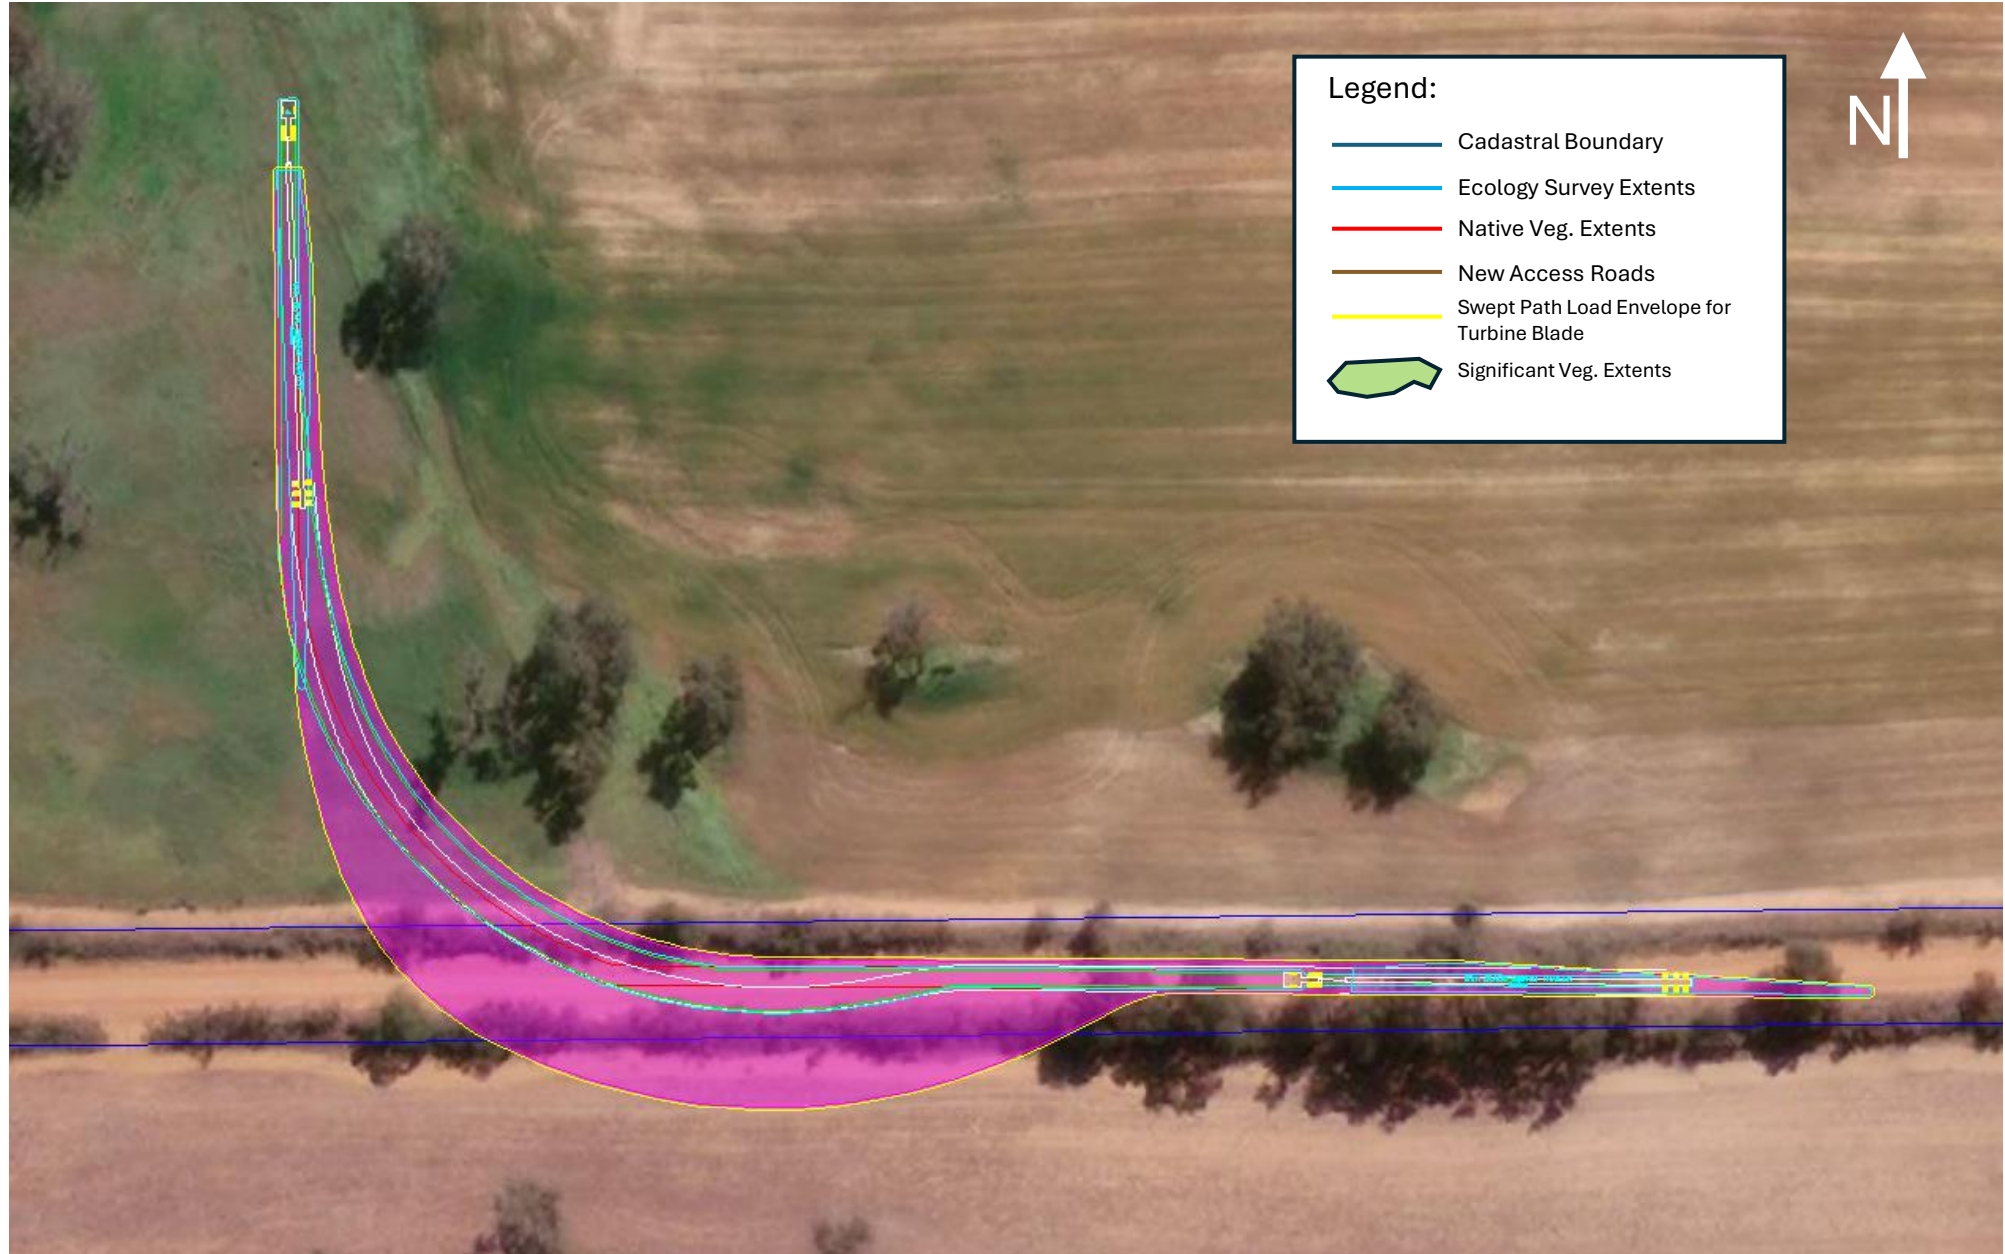 Legend:
N
Cadastral Boundary
Ecology Survey Extents
Native Veg. Extents
New Access Roads
Swept Path Load Envelope for
Turbine Blade
Significant Veg. Extents